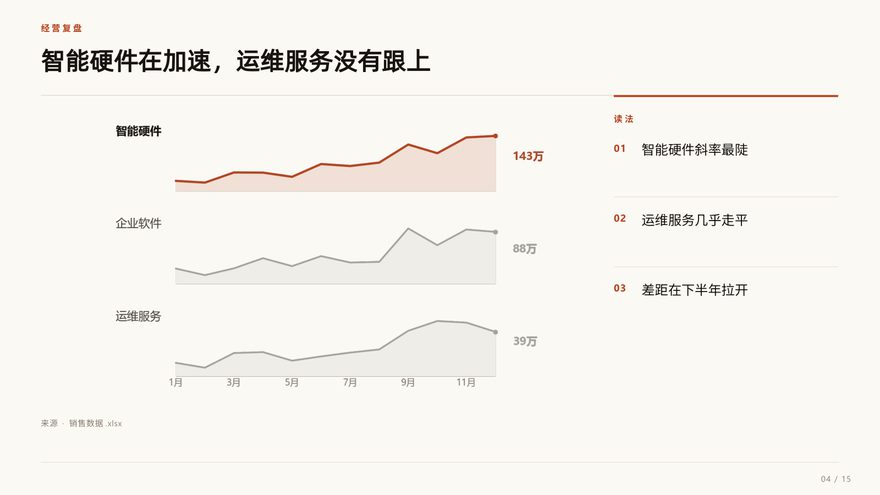 经营复盘
智能硬件在加速，运维服务没有跟上
智能硬件
143万
企业软件
88万
运维服务
39万
1月 3月 5月 7月 9月 11月
读法
01 智能硬件斜率最陡
02 运维服务几乎走平
03 差距在下半年拉开
来源 · 销售数据.xlsx
04 / 15